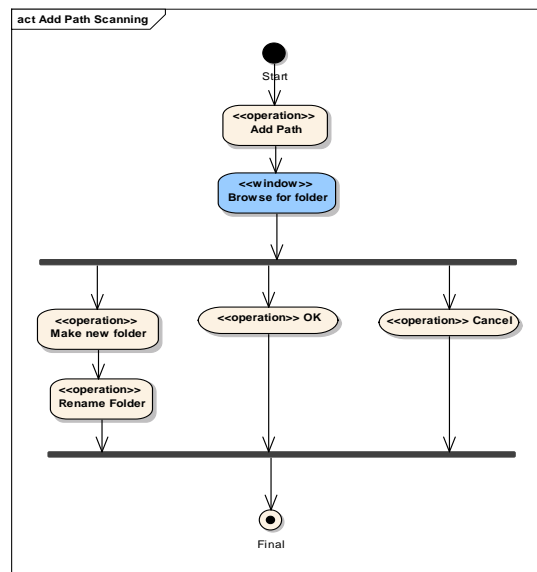 act Add Path Scanning
Start
<<operation>>
Add Path
<<window>>
Browse for folder
<<operation>>
Make new folder
<<operation>> OK
<<operation>> Cancel
<<operation>>
Rename Folder
Final